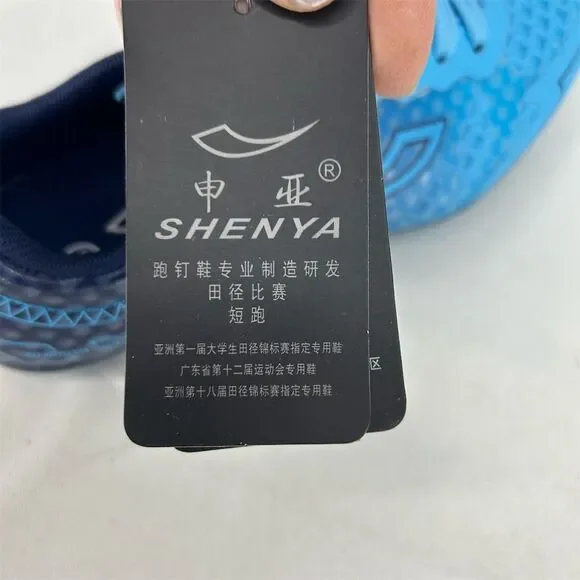 申亚®
SHENYA
跑钉鞋专业制造研发
田径比赛
短跑
亚洲第一届大学生田径锦标赛指定专用鞋
广东省第十二届运动会专用鞋
亚洲第十八届田径锦标赛指定专用鞋
区